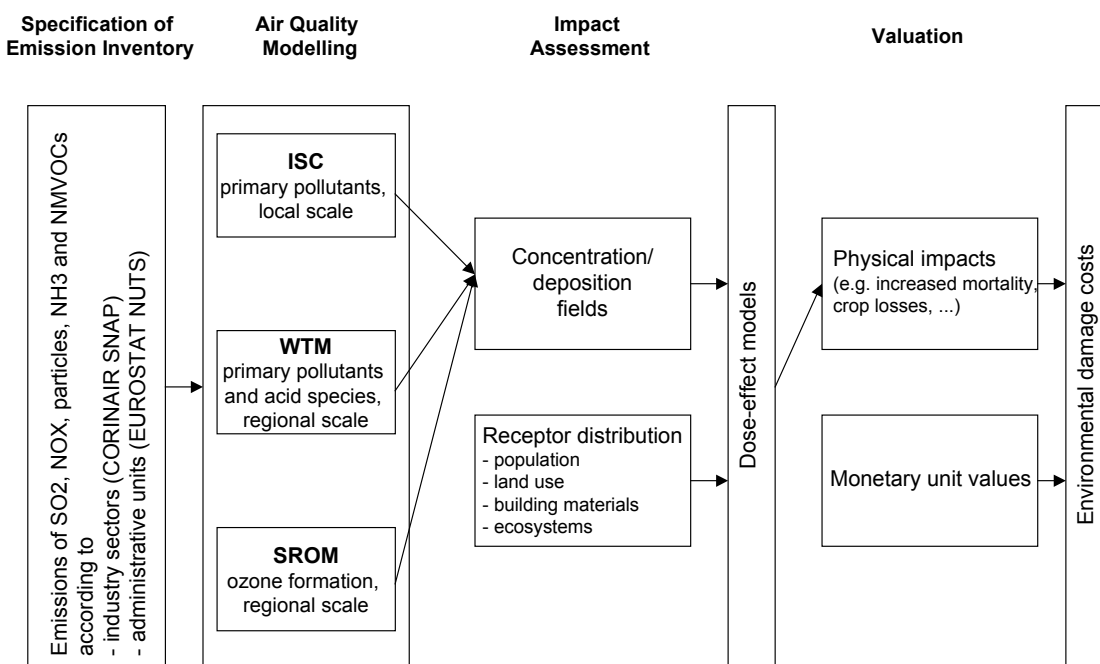 Specification of
Emission Inventory
Air Quality
Modelling
Impact
Assessment
Valuation
Emissions of SO2, NOX, particles, NH3 and NMVOCs
according to
- industry sectors (CORINAIR SNAP)
- administrative units (EUROSTAT NUTS)
ISC
primary pollutants,
local scale
WTM
primary pollutants
and acid species,
regional scale
SROM
ozone formation,
regional scale
Concentration/
deposition
fields
Receptor distribution
- population
- land use
- building materials
- ecosystems
Dose-effect models
Physical impacts
(e.g. increased mortality,
crop losses, ...)
Monetary unit values
Environmental damage costs